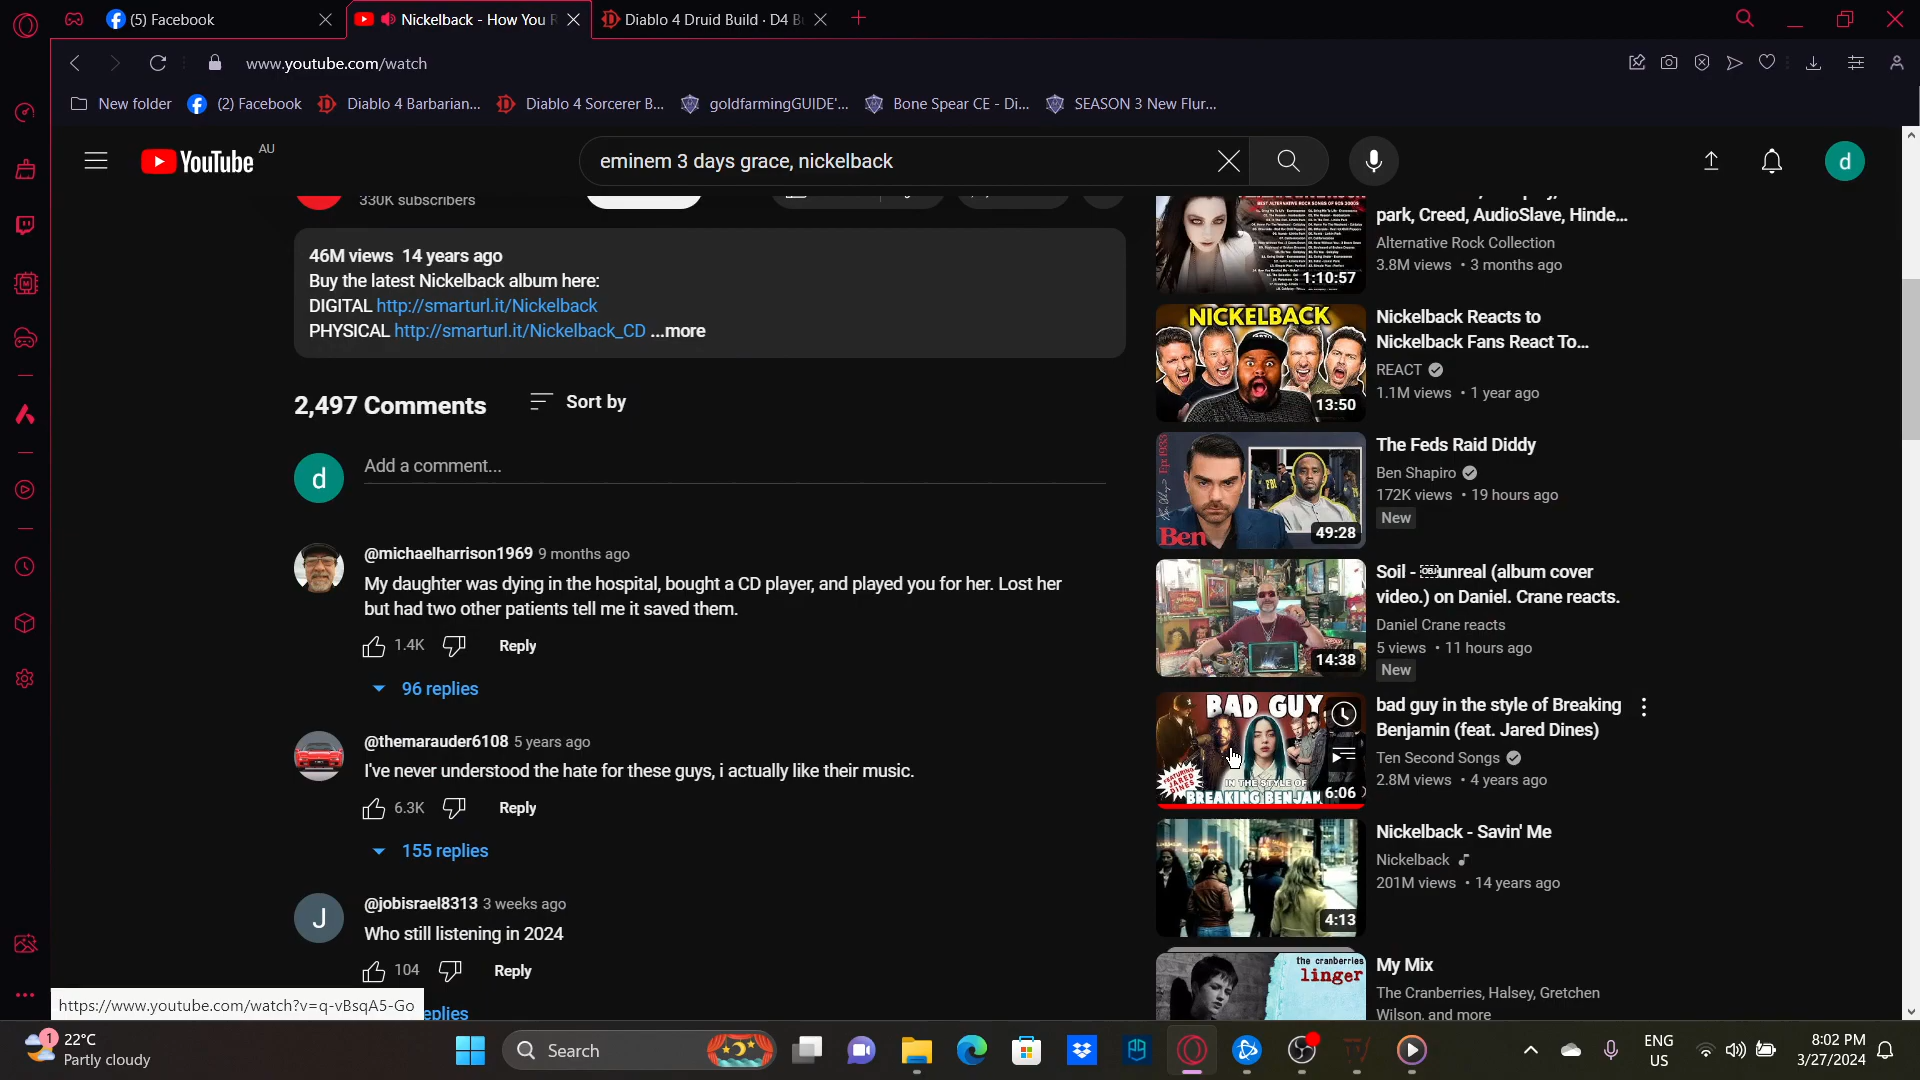 (5) Facebook
Nickelback - How You R
Diablo 4 Druid Build · D4 Bu
www.youtube.com/watch
New folder
(2) Facebook
Diablo 4 Barbarian...
Diablo 4 Sorcerer B...
goldfarmingGUIDE'...
Bone Spear CE - Di...
SEASON 3 New Flur...
YouTube AU
eminem 3 days grace, nickelback
d
330K subscribers
46M views 14 years ago
Buy the latest Nickelback album here:
DIGITAL http://smarturl.it/Nickelback
PHYSICAL http://smarturl.it/Nickelback_CD ...more
2,497 Comments
Sort by
d
Add a comment...
@michaelharrison1969 9 months ago
My daughter was dying in the hospital, bought a CD player, and played you for her. Lost her
but had two other patients tell me it saved them.
1.4K
Reply
96 replies
@themarauder6108 5 years ago
I've never understood the hate for these guys, i actually like their music.
6.3K
Reply
155 replies
J
@jobisrael8313 3 weeks ago
Who still listening in 2024
104
Reply
eplies
https://www.youtube.com/watch?v=q-vBsqA5-Go
park, Creed, AudioSlave, Hinde...
Alternative Rock Collection
3.8M views • 3 months ago
1:10:57
NICKELBACK
13:50
Nickelback Reacts to
Nickelback Fans React To...
REACT
1.1M views • 1 year ago
Ben
49:28
The Feds Raid Diddy
Ben Shapiro
172K views • 19 hours ago
New
14:38
Soil - OBJ unreal (album cover
video.) on Daniel. Crane reacts.
Daniel Crane reacts
5 views • 11 hours ago
New
BAD GUY
FEATURING
JARED
DINES
IN THE STYLE OF
BREAKING BENJAM
6:06
bad guy in the style of Breaking
Benjamin (feat. Jared Dines)
Ten Second Songs
2.8M views • 4 years ago
4:13
Nickelback - Savin' Me
Nickelback
201M views • 14 years ago
the cranberries
linger
My Mix
The Cranberries, Halsey, Gretchen
Wilson, and more
1
22°C
Partly cloudy
Search
ENG
US
8:02 PM
3/27/2024